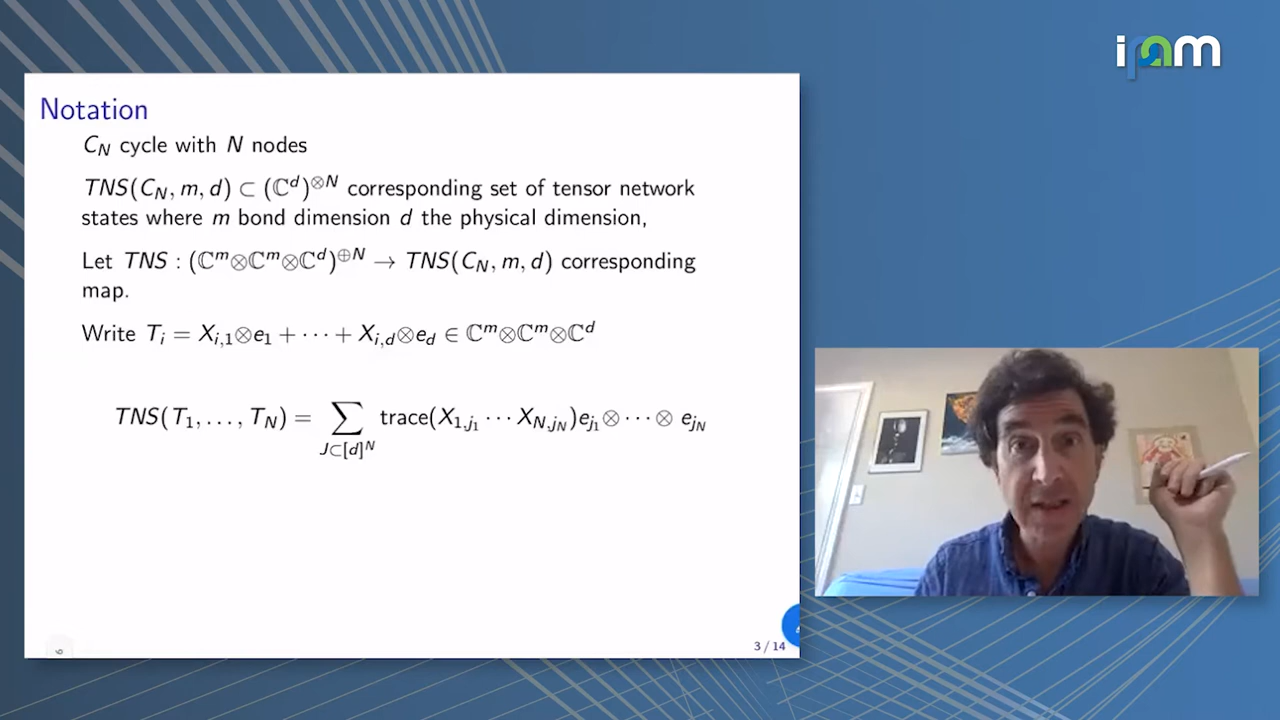 ipam
Notation
C_N cycle with N nodes
TNS(C_N, m, d) ⊂ (ℂ^d)^{⊗N} corresponding set of tensor network
states where m bond dimension d the physical dimension,
Let TNS : (ℂ^m⊗ℂ^m⊗ℂ^d)^{⊕N} → TNS(C_N, m, d) corresponding
map.
Write T_i = X_{i,1}⊗e_1 + ··· + X_{i,d}⊗e_d ∈ ℂ^m⊗ℂ^m⊗ℂ^d
TNS(T_1, . . . , T_N) = ∑_{J⊂[d]^N} trace(X_{1,j_1} ··· X_{N,j_N})e_{j_1}⊗ ··· ⊗ e_{j_N}
3 / 14